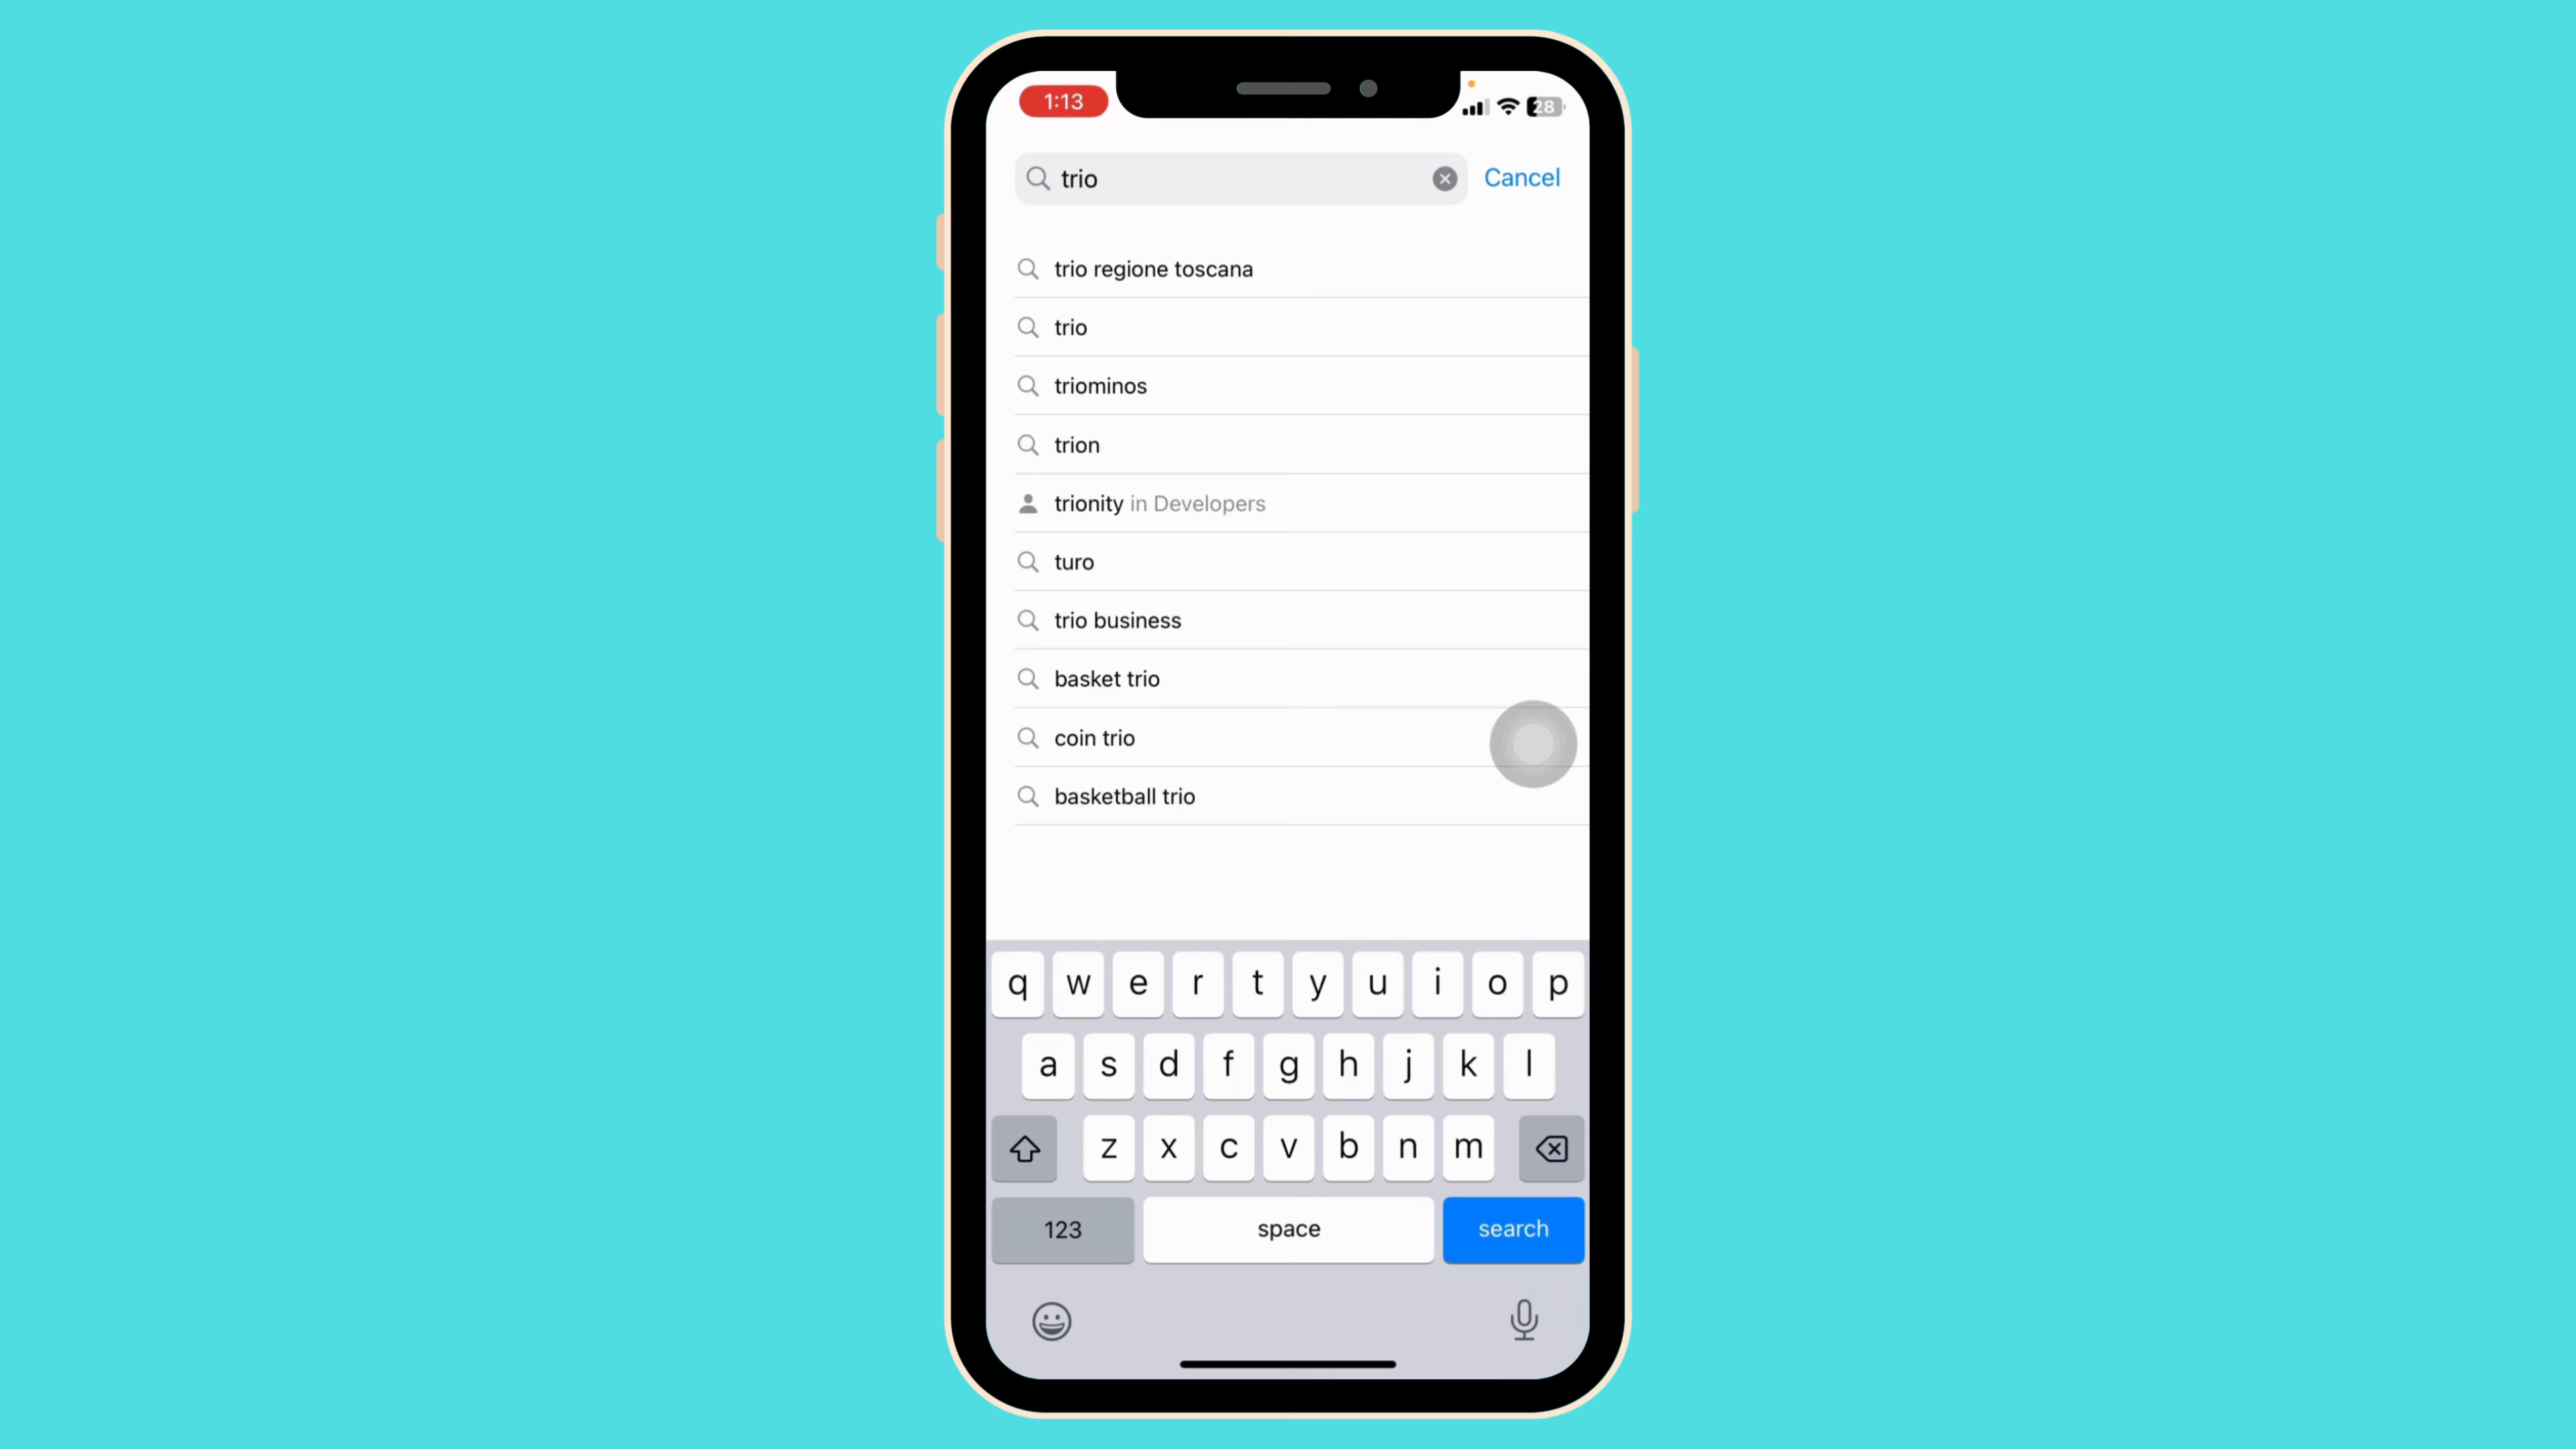 1:13
28
trio
Cancel
trio regione toscana
trio
triominos
trion
trionity in Developers
turo
trio business
basket trio
coin trio
basketball trio
q w e r t y u i o p
a s d f g h j k l
z x c v b n m
123 space search